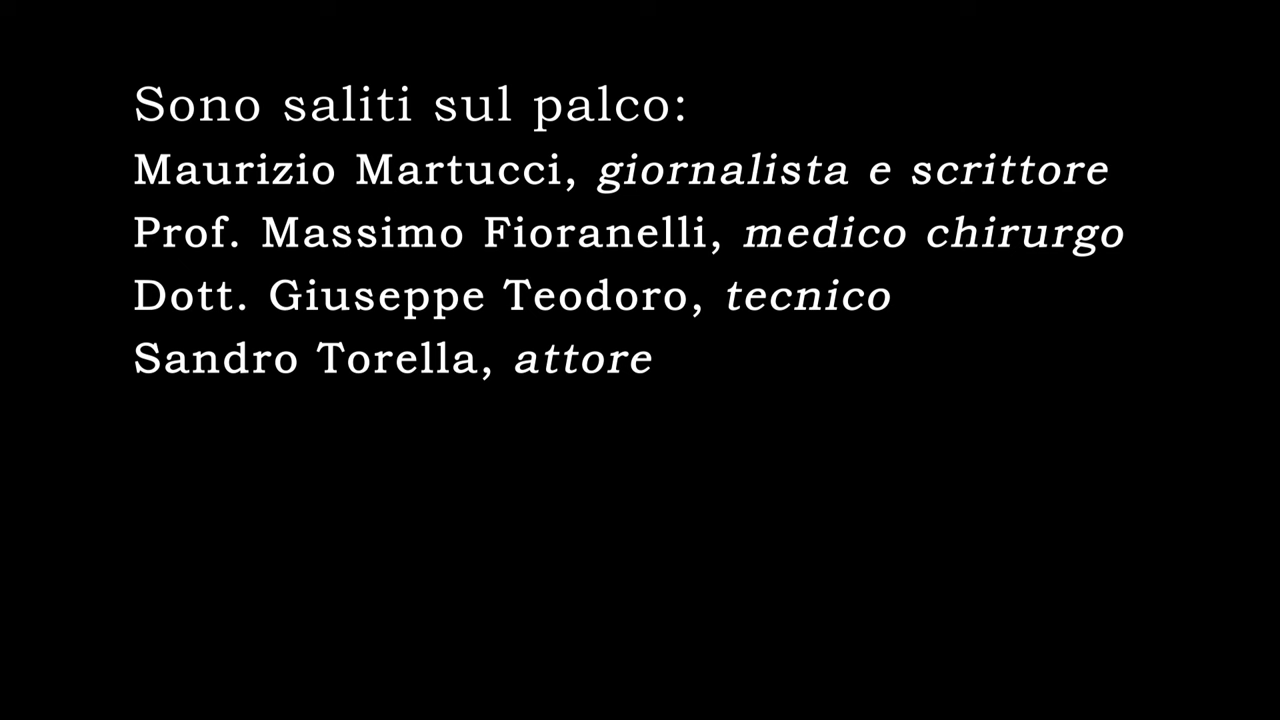 Sono saliti sul palco:
Maurizio Martucci, giornalista e scrittore
Prof. Massimo Fioranelli, medico chirurgo
Dott. Giuseppe Teodoro, tecnico
Sandro Torella, attore